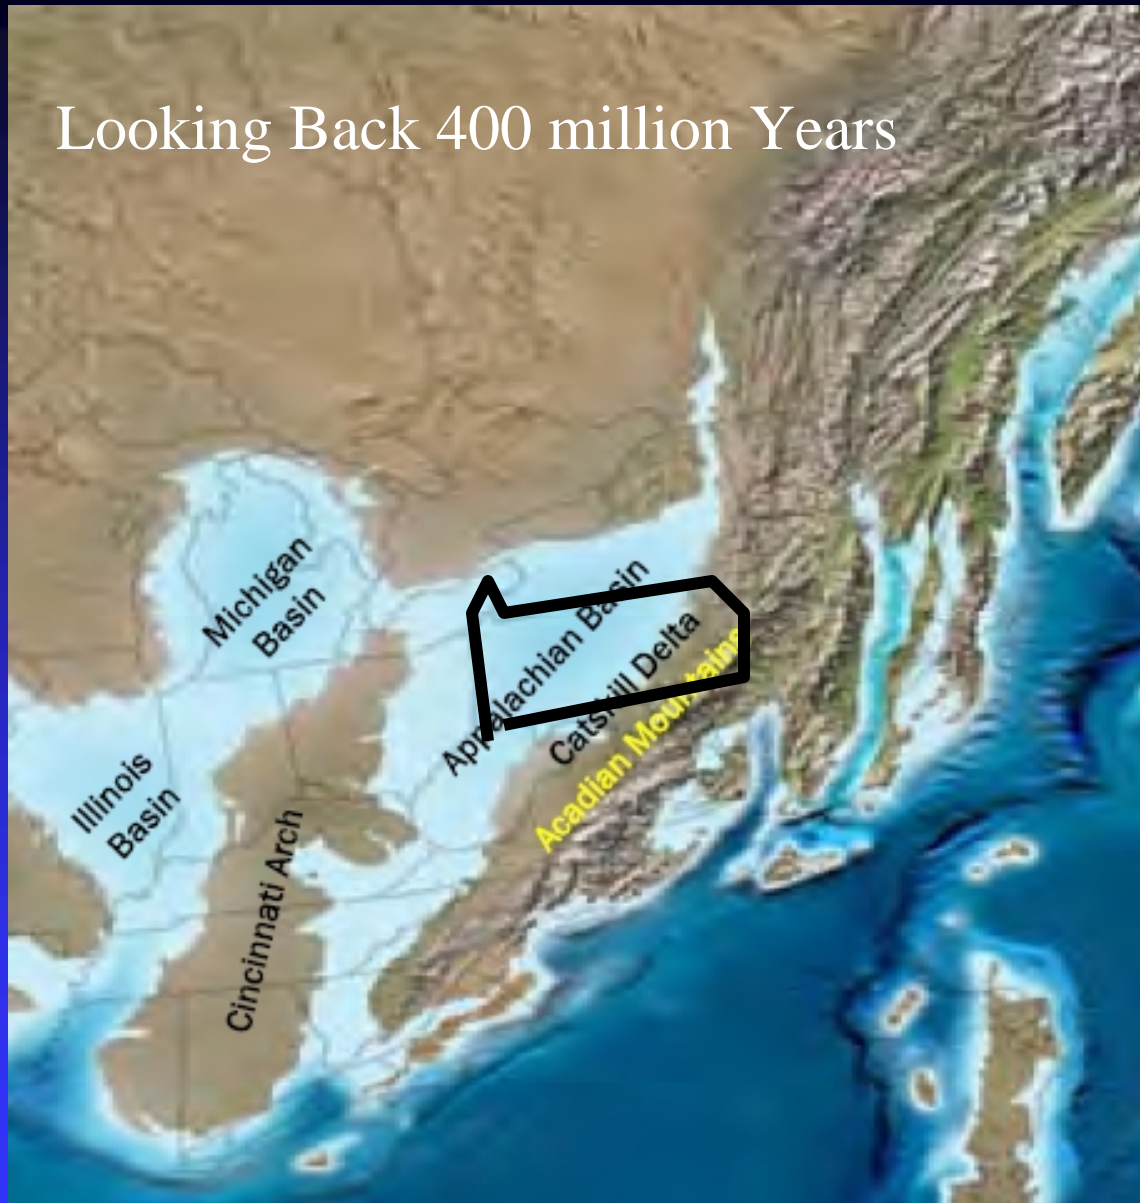 Looking Back 400 million Years
Michigan
Basin
Appalachian Basin
Catskill Delta
Acadian Mountains
Illinois
Basin
Cincinnati Arch